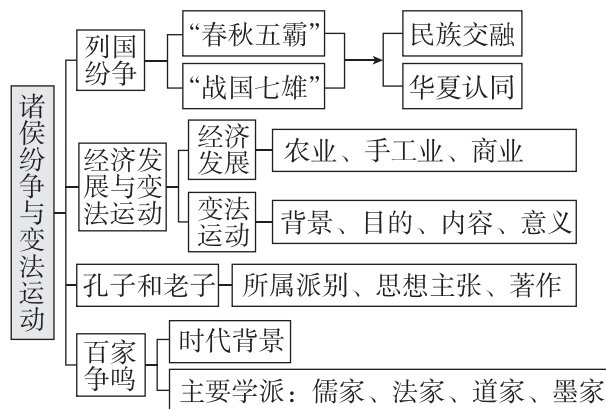 诸侯纷争与变法运动
列国
纷争
“春秋五霸”
“战国七雄”
民族交融
华夏认同
经济发
展与变
法运动
经济
发展
农业、手工业、商业
变法
运动
背景、目的、内容、意义
孔子和老子
所属派别、思想主张、著作
百家
争鸣
时代背景
主要学派：儒家、法家、道家、墨家